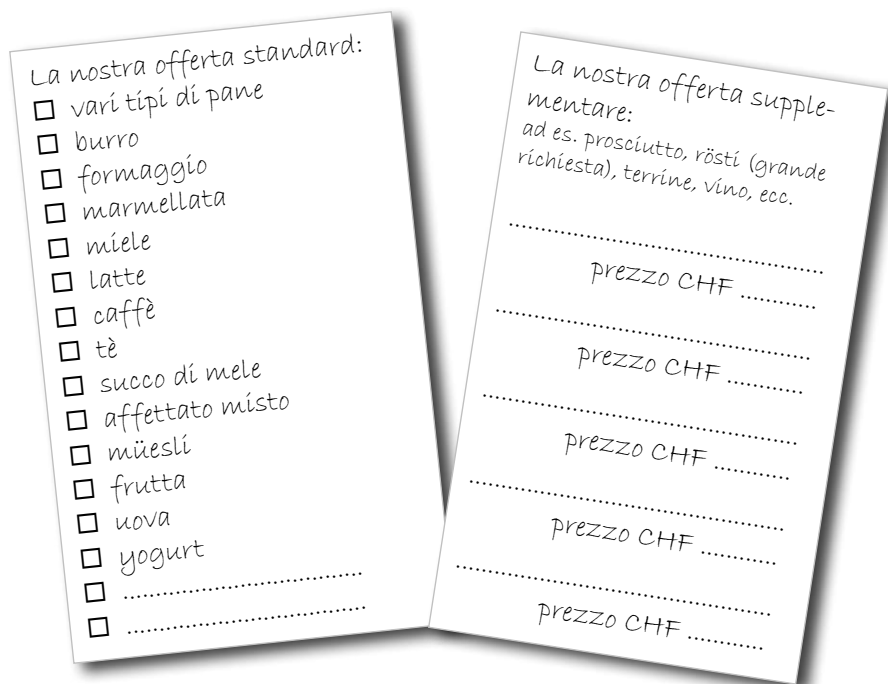 La nostra offerta standard:
vari tipi di pane
burro
formaggio
marmellata
miele
latte
caffè
tè
succo di mele
affettato misto
müesli
frutta
uova
yogurt
..................................
..................................
La nostra offerta supple-
mentare:
ad es. prosciutto, rösti (grande
richiesta), terrine, vino, ecc.
............................................
prezzo CHF ...........
............................................
prezzo CHF ...........
............................................
prezzo CHF ...........
............................................
prezzo CHF ...........
............................................
prezzo CHF ...........